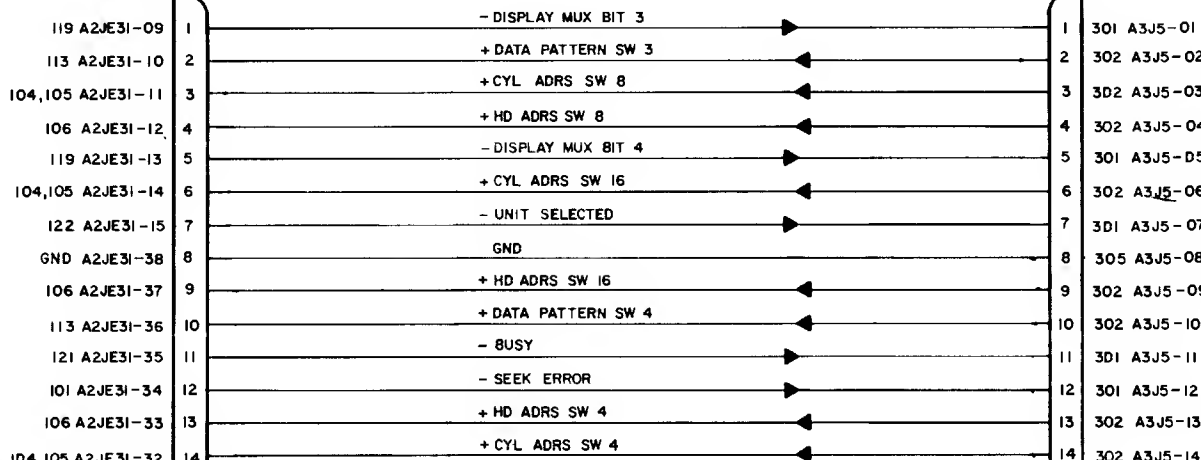 119 A2JE31-09 1 - DISPLAY MUX BIT 3 1 301 A3J5-01
113 A2JE31-10 2 + DATA PATTERN SW 3 2 302 A3J5-02
104,105 A2JE31-11 3 + CYL ADRS SW 8 3 3D2 A3J5-03
106 A2JE31-12 4 + HD ADRS SW 8 4 302 A3J5-04
119 A2JE31-13 5 - DISPLAY MUX BIT 4 5 301 A3J5-D5
104,105 A2JE31-14 6 + CYL ADRS SW 16 6 302 A3J5-06
122 A2JE31-15 7 - UNIT SELECTED 7 3D1 A3J5-07
GND A2JE31-38 8 GND 8 305 A3J5-08
106 A2JE31-37 9 + HD ADRS SW 16 9 302 A3J5-09
113 A2JE31-36 10 + DATA PATTERN SW 4 10 302 A3J5-10
121 A2JE31-35 11 - BUSY 11 3D1 A3J5-11
101 A2JE31-34 12 - SEEK ERROR 12 301 A3J5-12
106 A2JE31-33 13 + HD ADRS SW 4 13 302 A3J5-13
1D4,105 A2JE31-32 14 + CYL ADRS SW 4 14 302 A3J5-14